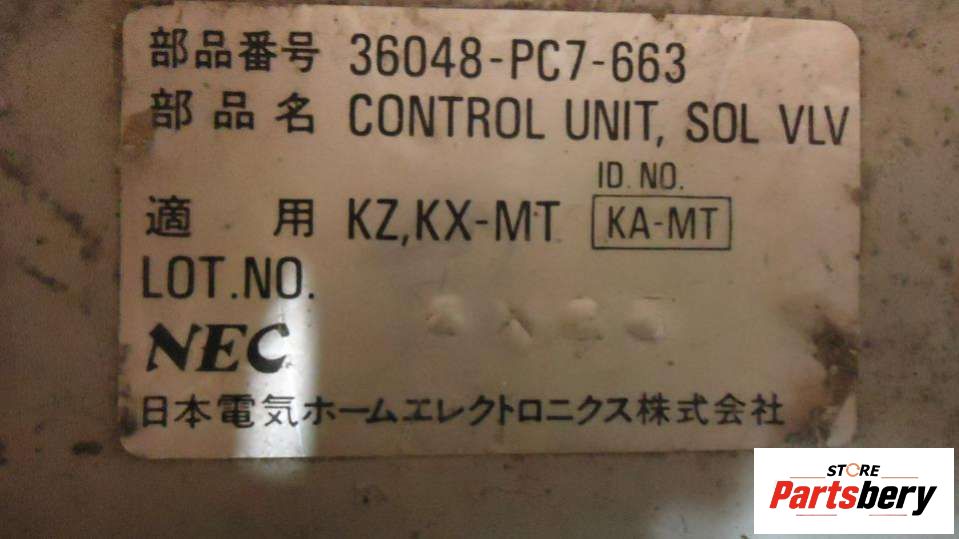 部品番号 36048-PC7-663
部品名 CONTROL UNIT, SOL VLV
ID. NO.
適用 KZ,KX-MT KA-MT
LOT.NO.
NEC
日本電気ホームエレクトロニクス株式会社
STORE
Partsbery